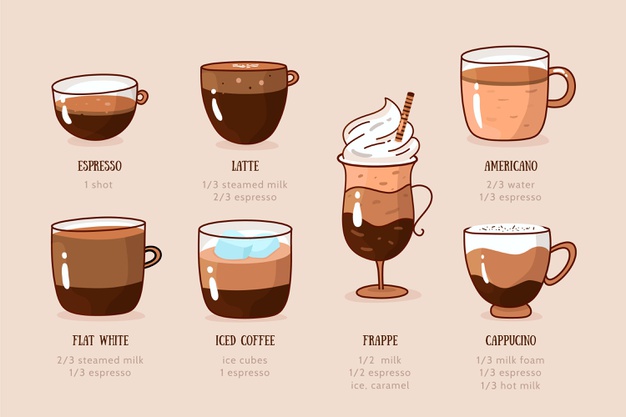 ESPRESSO
1 shot
LATTE
1/3 steamed milk
2/3 espresso
AMERICANO
2/3 water
1/3 espresso
FLAT WHITE
2/3 steamed milk
1/3 espresso
ICED COFFEE
ice cubes
1 espresso
FRAPPE
1/2 milk
1/2 espresso
ice, caramel
CAPPUCINO
1/3 milk foam
1/3 espresso
1/3 hot milk